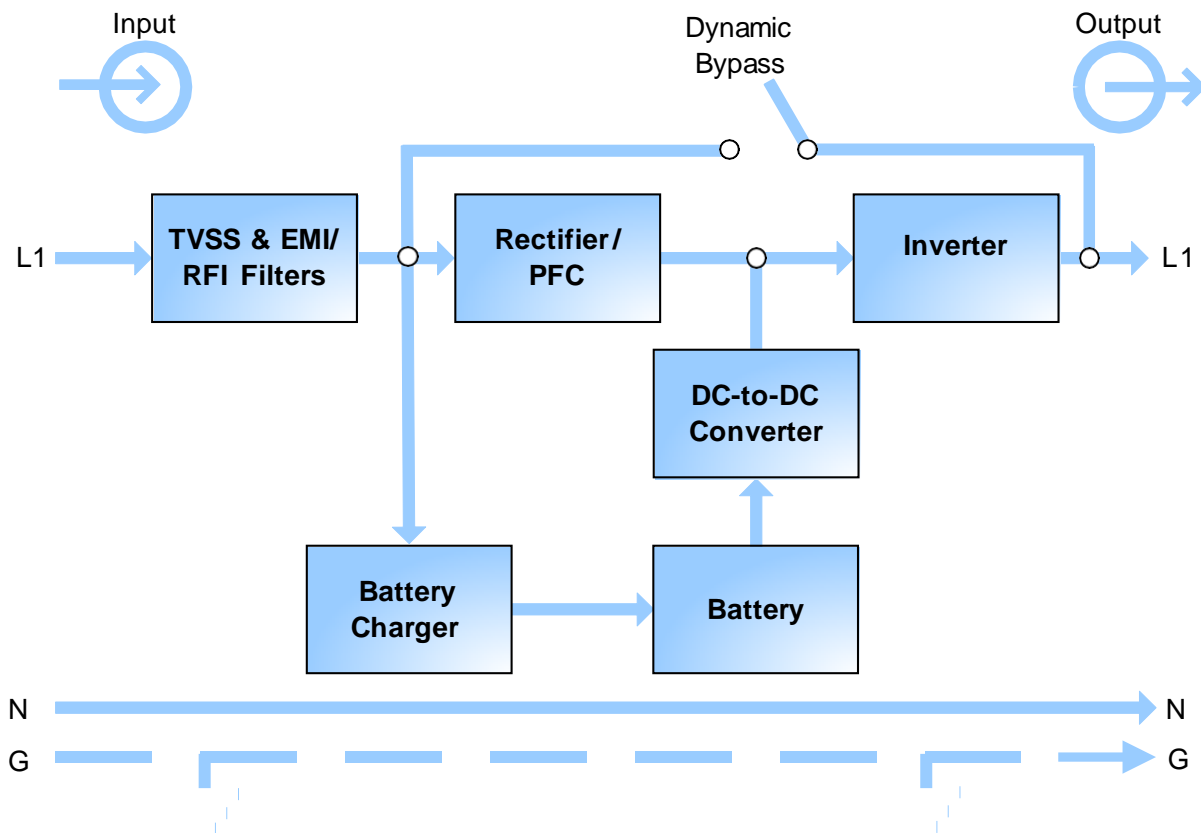 Input
Dynamic
Bypass
Output
L1
TVSS & EMI/
RFI Filters
Rectifier/
PFC
Inverter
L1
DC-to-DC
Converter
Battery
Charger
Battery
N
N
G
G